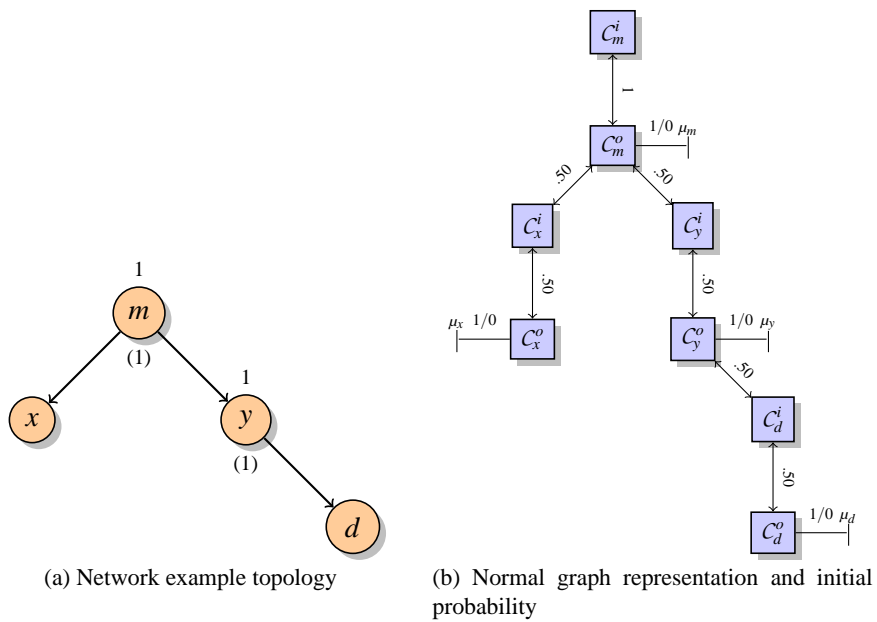 1
m
(1)
x
1
y
(1)
d
(a) Network example topology
C_m^i
1
C_m^o
1/0 μ_m
.50
.50
C_x^i
C_y^i
.50
.50
μ_x 1/0
C_x^o
C_y^o
1/0 μ_y
.50
C_d^i
.50
C_d^o
1/0 μ_d
(b) Normal graph representation and initial
probability